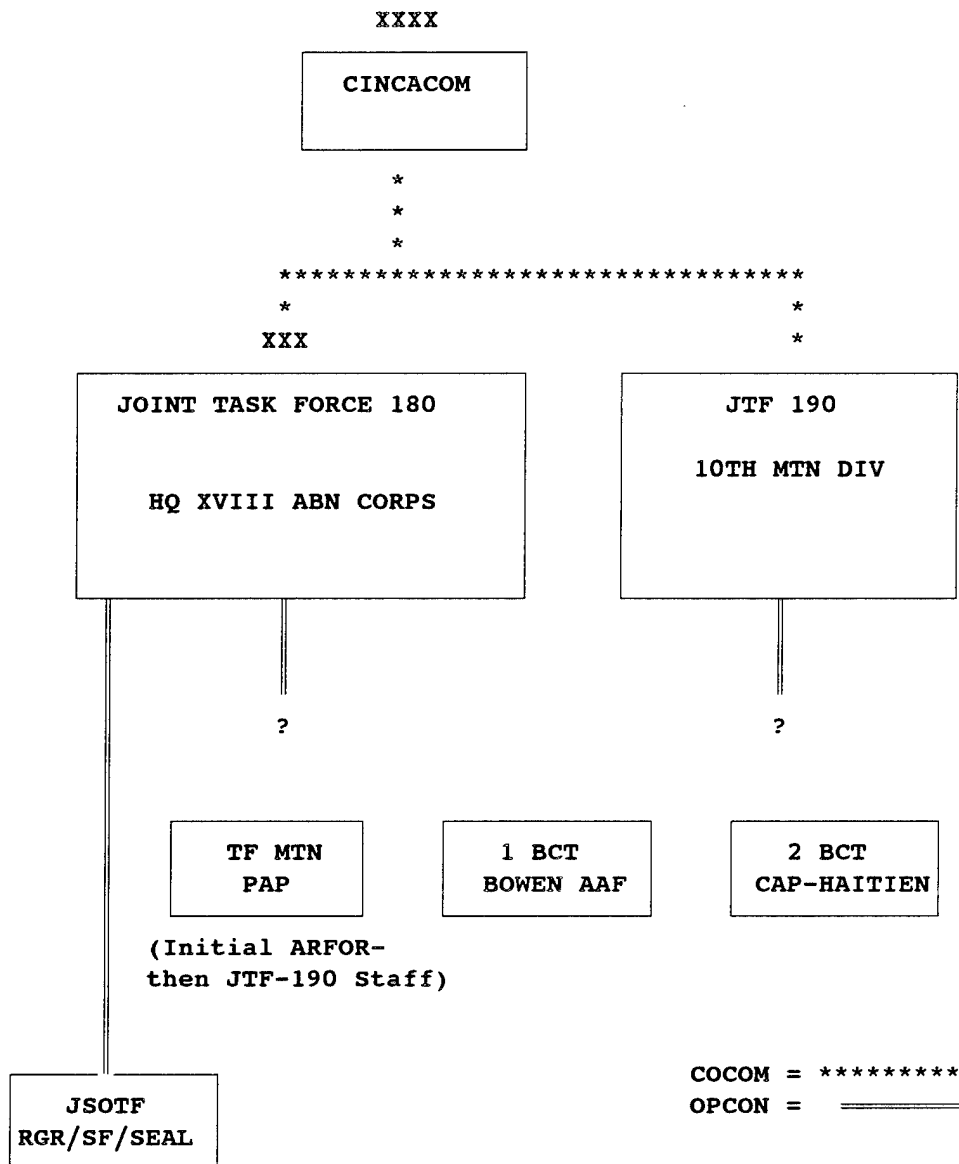 XXXX
CINCACOM
*
*
*
*****************************
* *
XXX *
JOINT TASK FORCE 180
HQ XVIII ABN CORPS
JTF 190
10TH MTN DIV
? ?
TF MTN
PAP
1 BCT
BOWEN AAF
2 BCT
CAP-HAITIEN
(Initial ARFOR-
then JTF-190 Staff)
COCOM = *********
OPCON =
JSOTF
RGR/SF/SEAL